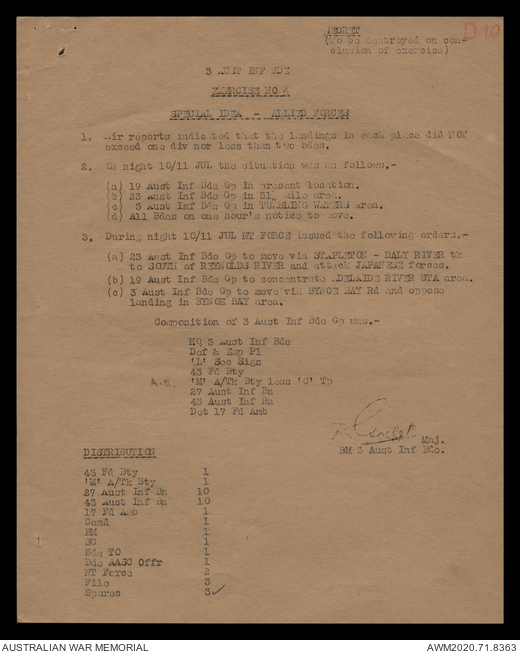 SECRET
D 10
(To be destroyed on con-
clusion of exercise)
3 AUST INF BDE
EXERCISE NO 4
SPECIAL IDEA - ALLIED FORCES
1. Air reports indicated that the landings in each place did NOT
exceed one div nor less than two bdes.
2. On night 10/11 JUL the situation was as follows.-
(a) 19 Aust Inf Bde Gp in present location.
(b) 23 Aust Inf Bde Gp in 51½ mile area.
(c) 3 Aust Inf Bde Gp in TUMBLING WATERS area.
(d) All Bdes on one hour's notice to move.
3. During night 10/11 JUL NT FORCE issued the following orders.-
(a) 23 Aust Inf Bde Gp to move via STAPLETON - DALY RIVER tk
to SOUTH of REYNOLDS RIVER and attack JAPANESE forces.
(b) 19 Aust Inf Bde Gp to concentrate ADELAIDE RIVER STA area.
(c) 3 Aust Inf Bde Gp to move via BYNOE BAY Rd and oppose
landing in BYNOE BAY area.
Composition of 3 Aust Inf Bde Gp was.-
HQ 3 Aust Inf Bde
Def & Emp Pl
'L' Sec Sigs
43 Fd Bty
'M' A/Tk Bty less 'C' Tp
27 Aust Inf Bn
43 Aust Inf Bn
Det 17 Fd Amb
Maj.
BM 3 Aust Inf Bde.
DISTRIBUTION
43 Fd Bty 1
'M' A/Tk Bty 1
27 Aust Inf Bn 10
43 Aust Inf Bn 10
17 Fd Amb 1
Comd 1
BM 1
SC 1
Bde TO 1
Bde AASC Offr 1
NT Force 2
File 3
Spares 3
AUSTRALIAN WAR MEMORIAL
AWM2020.71.8363